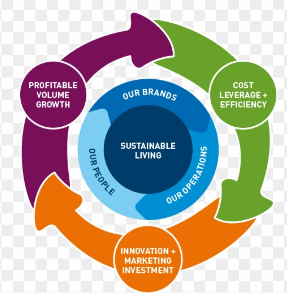 PROFITABLE
VOLUME
GROWTH
COST
LEVERAGE +
EFFICIENCY
OUR BRANDS
SUSTAINABLE
LIVING
OUR PEOPLE
OUR OPERATIONS
INNOVATION +
MARKETING
INVESTMENT